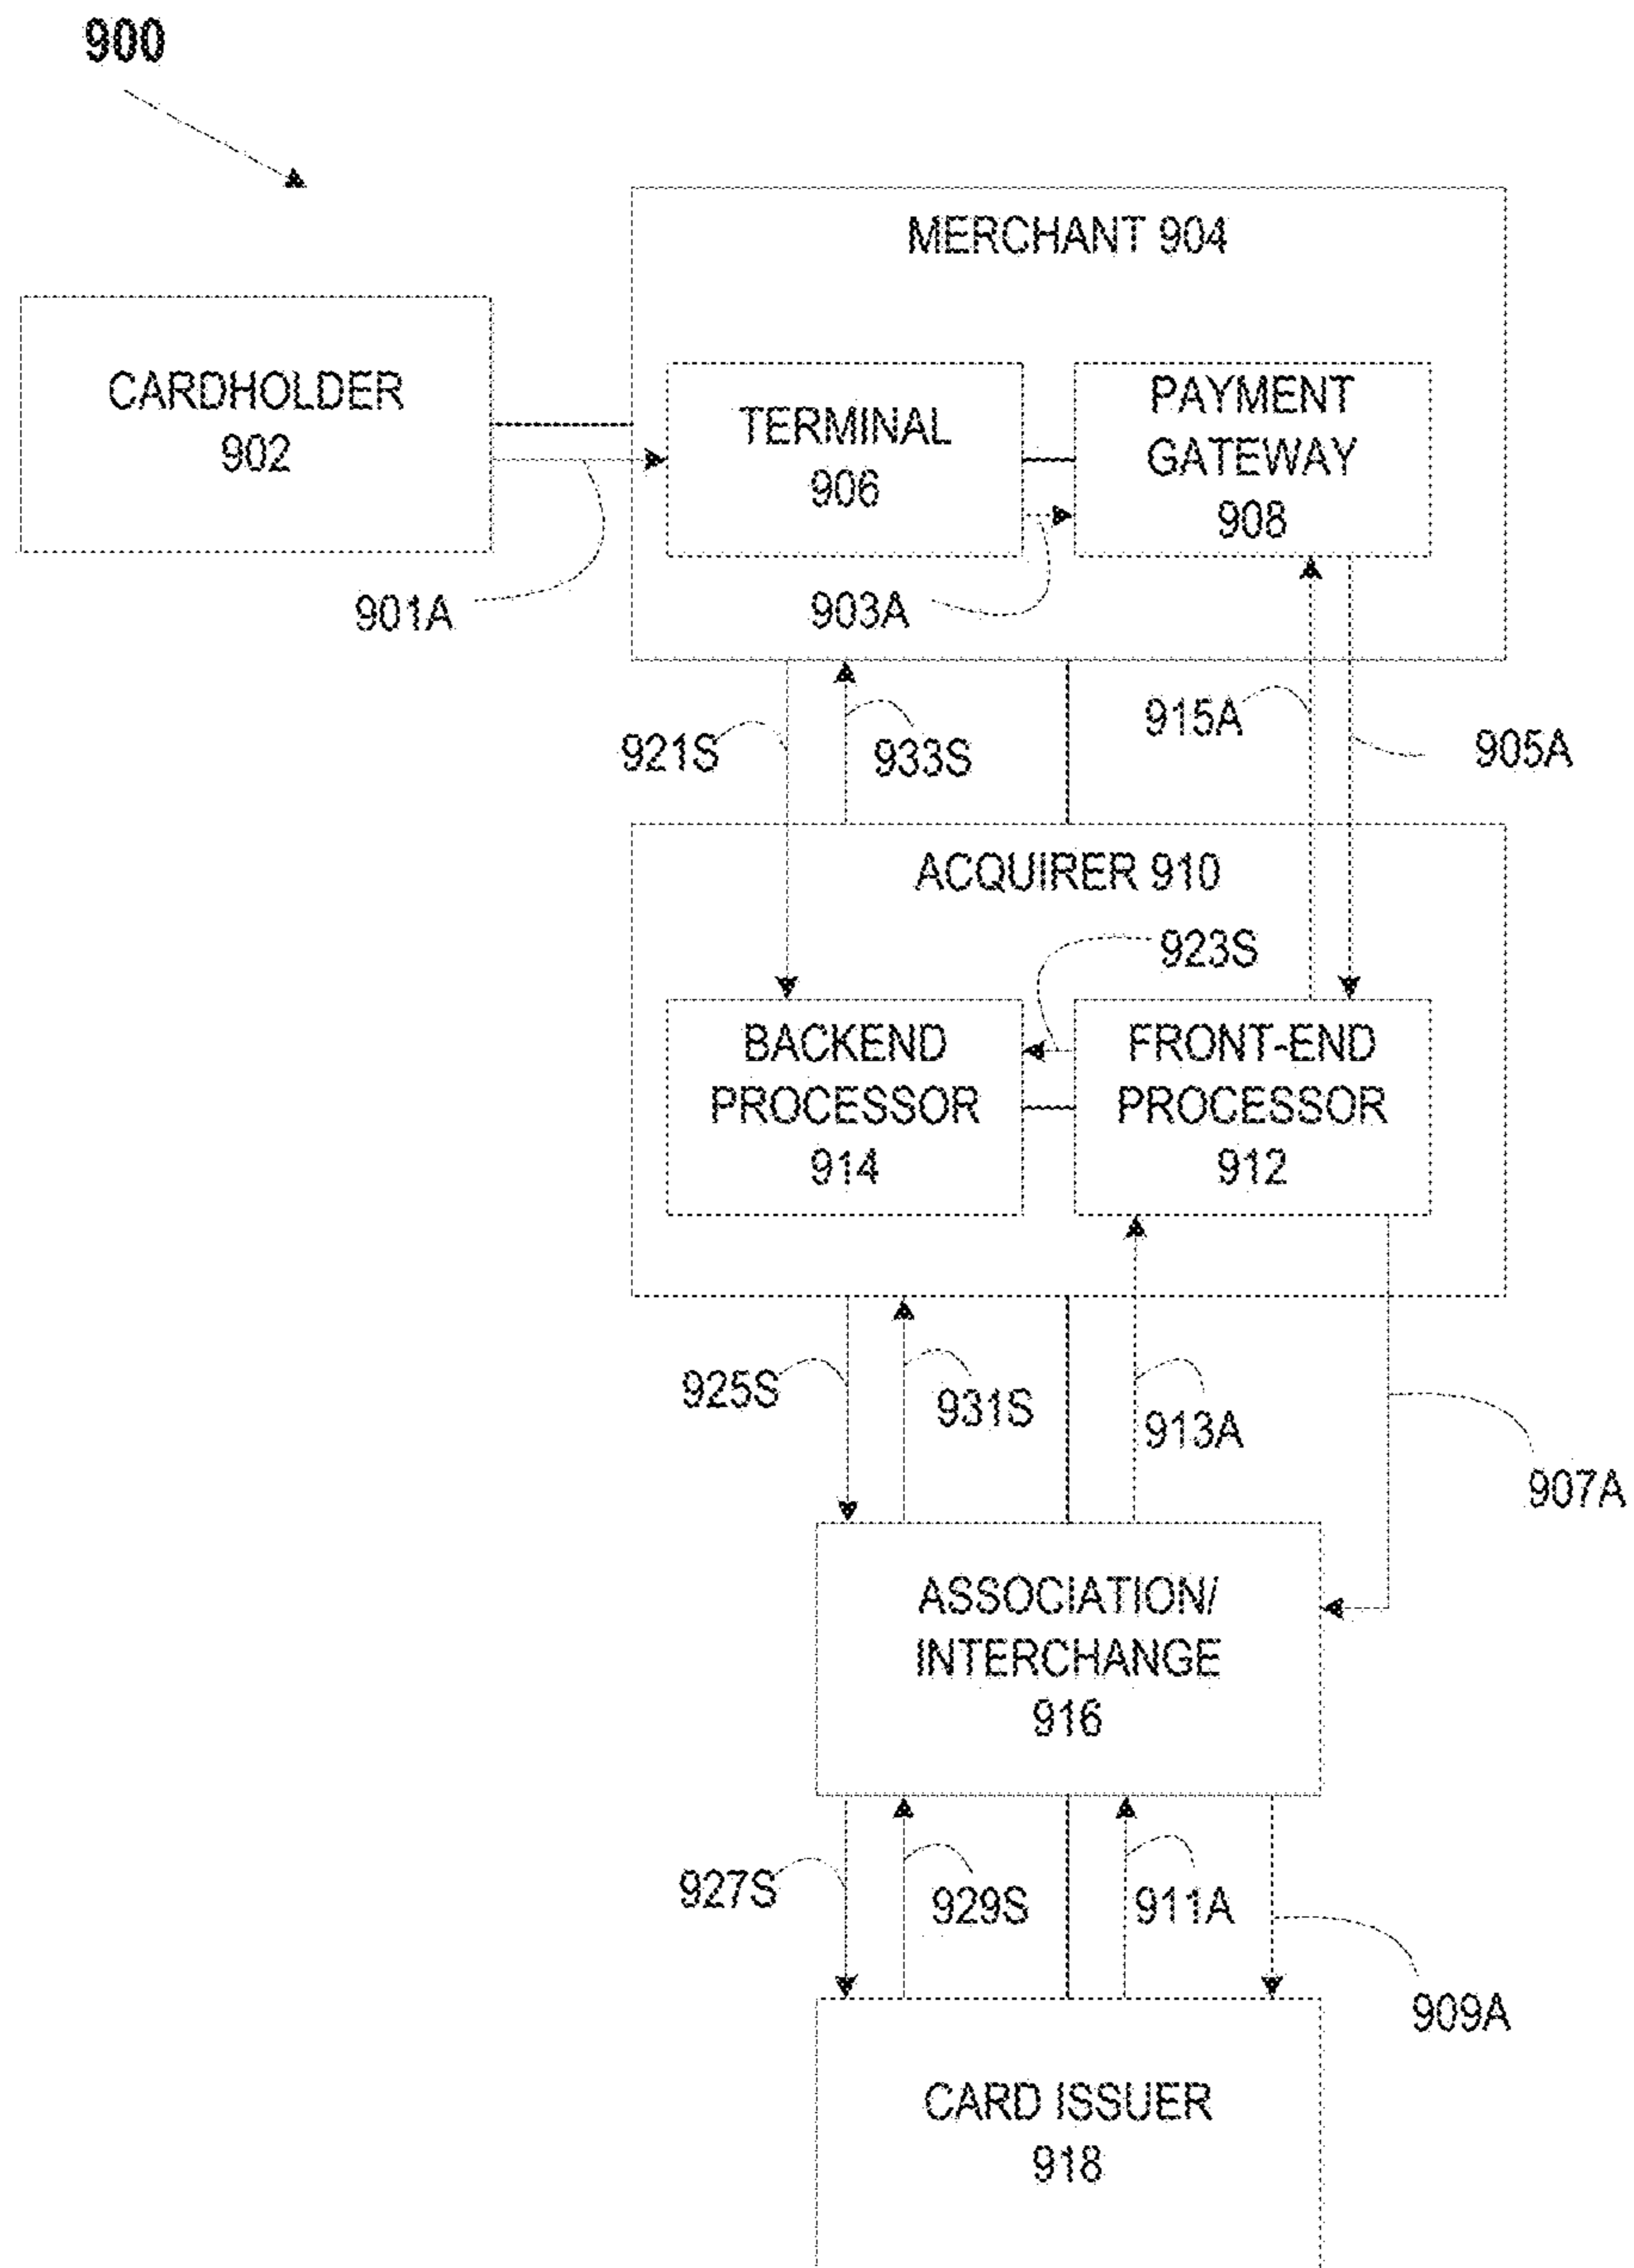 900
MERCHANT 904
CARDHOLDER
902
TERMINAL
906
PAYMENT
GATEWAY
908
901A
903A
921S
933S
915A
905A
ACQUIRER 910
923S
BACKEND
PROCESSOR
914
FRONT-END
PROCESSOR
912
925S
931S
913A
907A
ASSOCIATION/
INTERCHANGE
916
927S
929S
911A
909A
CARD ISSUER
918